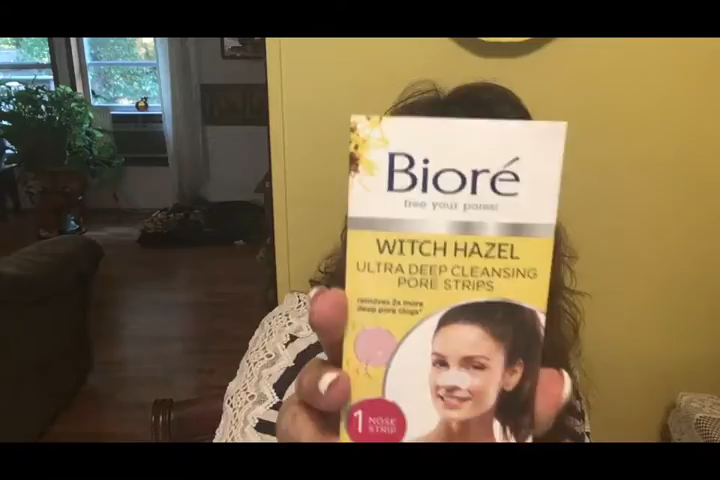 Bioré
free your pores!
WITCH HAZEL
ULTRA DEEP CLEANSING
PORE STRIPS
removes 2x more
deep pore clogs*
1 NOSE
STRIP